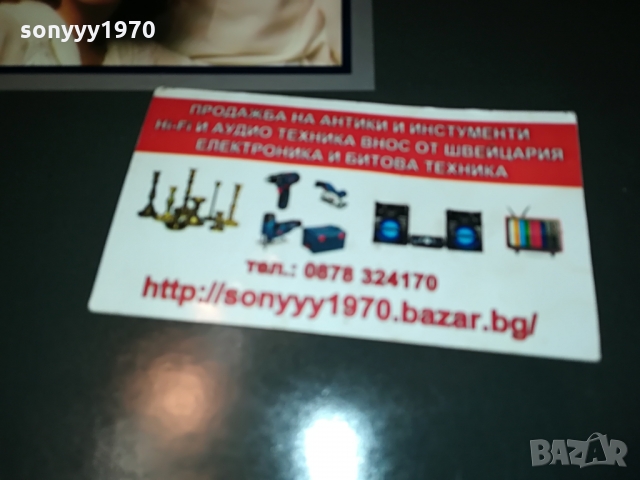 sonyyy1970
ПРОДАЖБА НА АНТИКИ И ИНСТУМЕНТИ
Hi-Fi И АУДИО ТЕХНИКА ВНОС ОТ ШВЕЙЦАРИЯ
ЕЛЕКТРОНИКА И БИТОВА ТЕХНИКА
тел.: 0878 324170
http://sonyyy1970.bazar.bg/
BAZAR